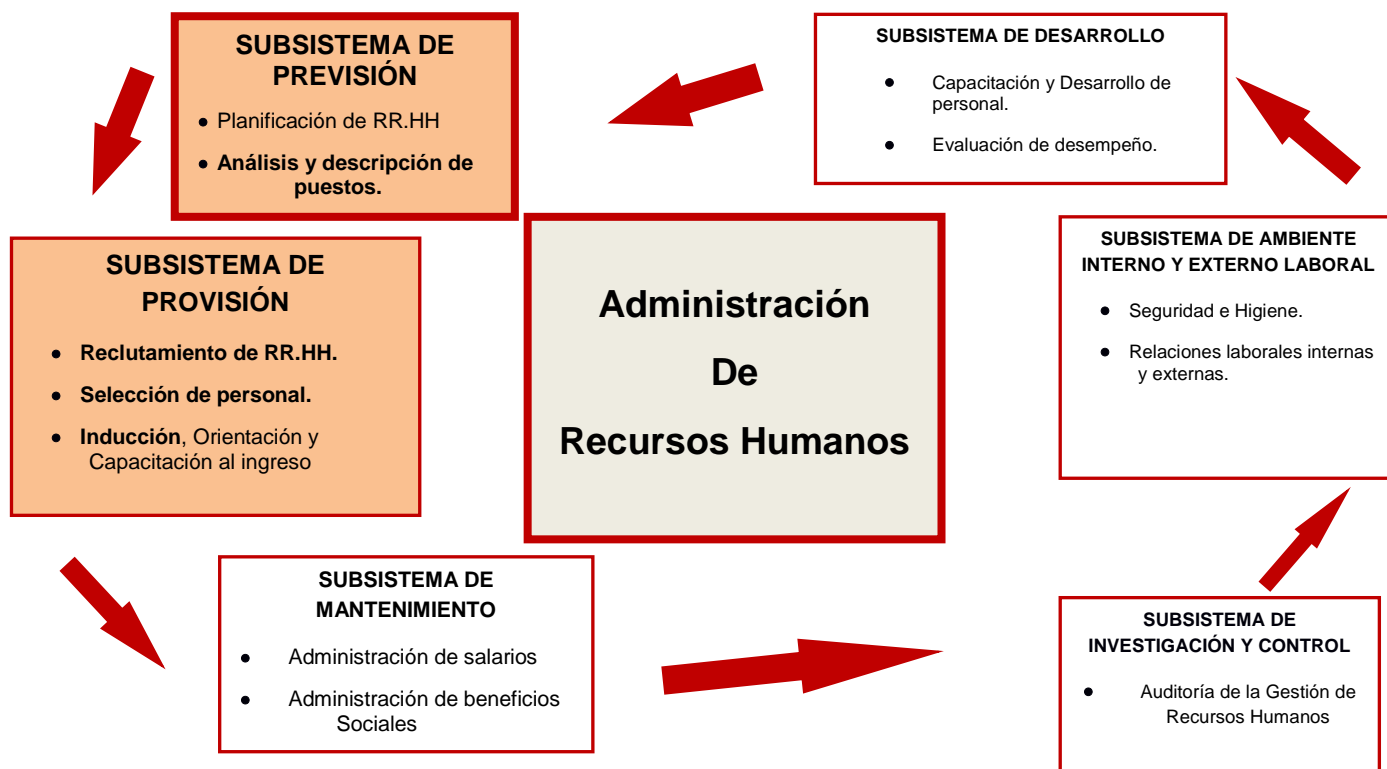 SUBSISTEMA DE
PREVISIÓN
● Planificación de RR.HH
● Análisis y descripción de
puestos.
SUBSISTEMA DE DESARROLLO
● Capacitación y Desarrollo de
personal.
● Evaluación de desempeño.
SUBSISTEMA DE
PROVISIÓN
● Reclutamiento de RR.HH.
● Selección de personal.
● Inducción, Orientación y
Capacitación al ingreso
Administración
De
Recursos Humanos
SUBSISTEMA DE AMBIENTE
INTERNO Y EXTERNO LABORAL
● Seguridad e Higiene.
● Relaciones laborales internas
y externas.
SUBSISTEMA DE
MANTENIMIENTO
● Administración de salarios
● Administración de beneficios
Sociales
SUBSISTEMA DE
INVESTIGACIÓN Y CONTROL
● Auditoría de la Gestión de
Recursos Humanos